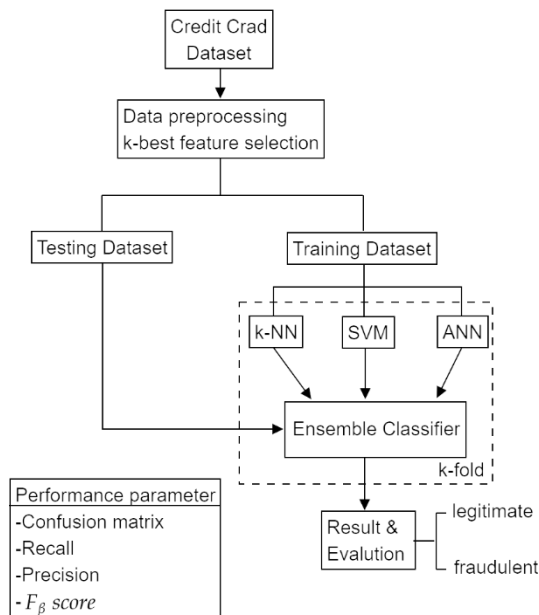 Credit Crad
Dataset
Data preprocessing
k-best feature selection
Testing Dataset
Training Dataset
k-NN
SVM
ANN
Ensemble Classifier
k-fold
Performance parameter
-Confusion matrix
-Recall
-Precision
-Fβ score
Result &
Evalution
legitimate
fraudulent